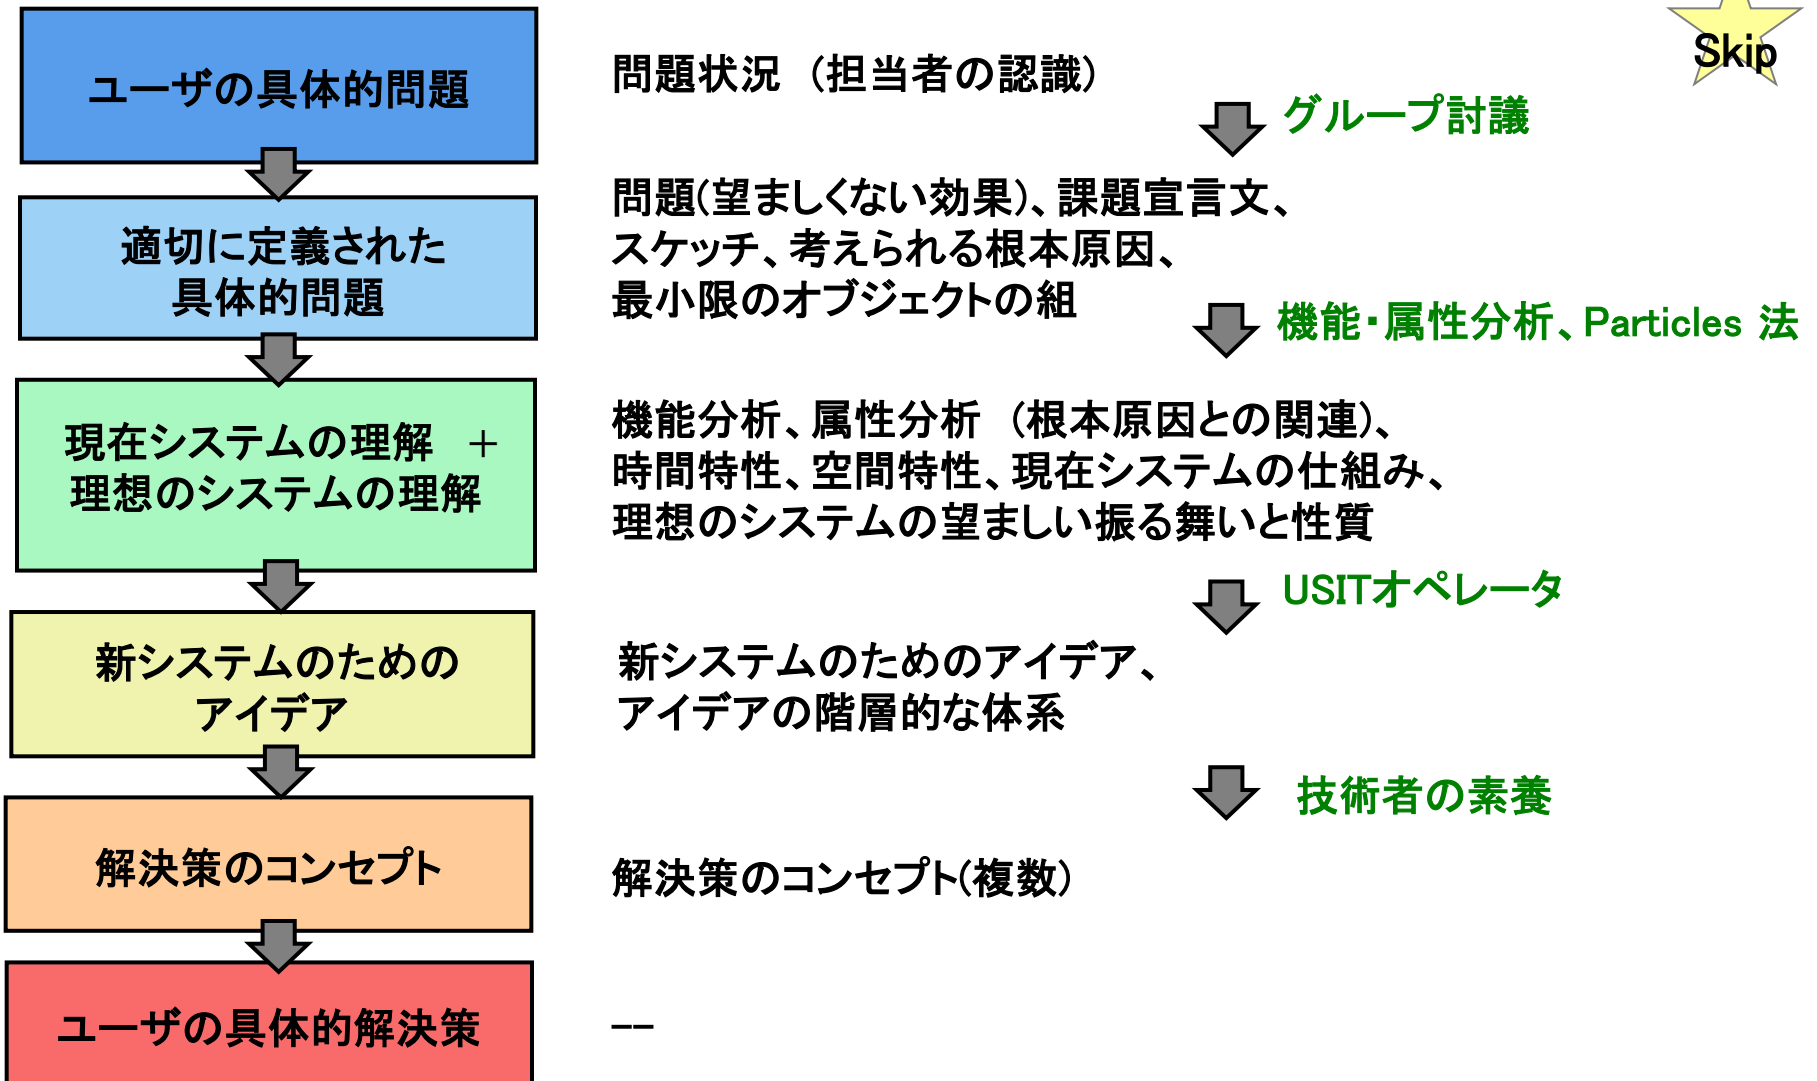 Skip
ユーザの具体的問題
問題状況 (担当者の認識)
グループ討議
適切に定義された
具体的問題
問題(望ましくない効果)、課題宣言文、
スケッチ、考えられる根本原因、
最小限のオブジェクトの組
機能・属性分析、Particles 法
現在システムの理解 +
理想のシステムの理解
機能分析、属性分析 (根本原因との関連)、
時間特性、空間特性、現在システムの仕組み、
理想のシステムの望ましい振る舞いと性質
USITオペレータ
新システムのための
アイデア
新システムのためのアイデア、
アイデアの階層的な体系
技術者の素養
解決策のコンセプト
解決策のコンセプト(複数)
ユーザの具体的解決策
--